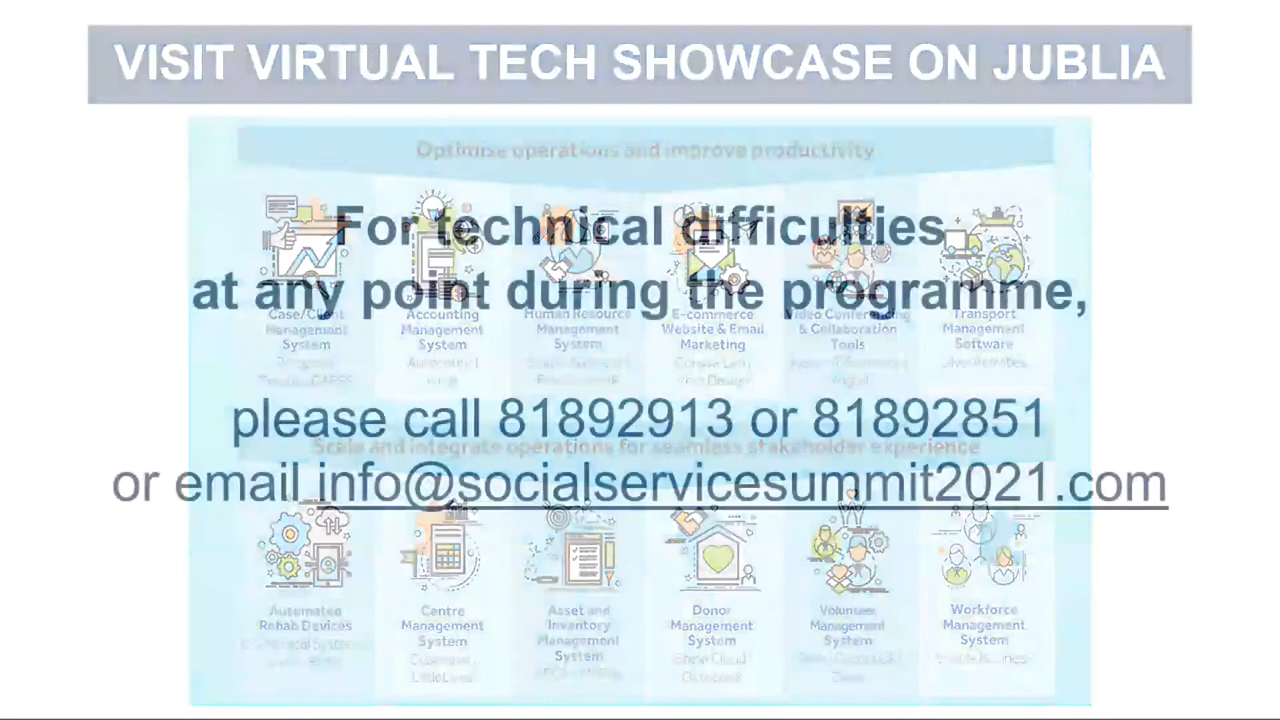 VISIT VIRTUAL TECH SHOWCASE ON JUBLIA
Optimise operations and improve productivity
For technical difficulties
at any point during the programme,
Case/Client
Management
System
Accounting
Management
System
Human Resource
Management
System
E-commerce
Website & Email
Marketing
Video Conferencing
& Collaboration
Tools
Transport
Management
Software
please call 81892913 or 81892851
Scale and integrate operations for seamless stakeholder experience
or email info@socialservicesummit2021.com
Automated
Rehab Devices
Centre
Management
System
Asset and
Inventory
Management
System
Donor
Management
System
Volunteer
Management
System
Workforce
Management
System